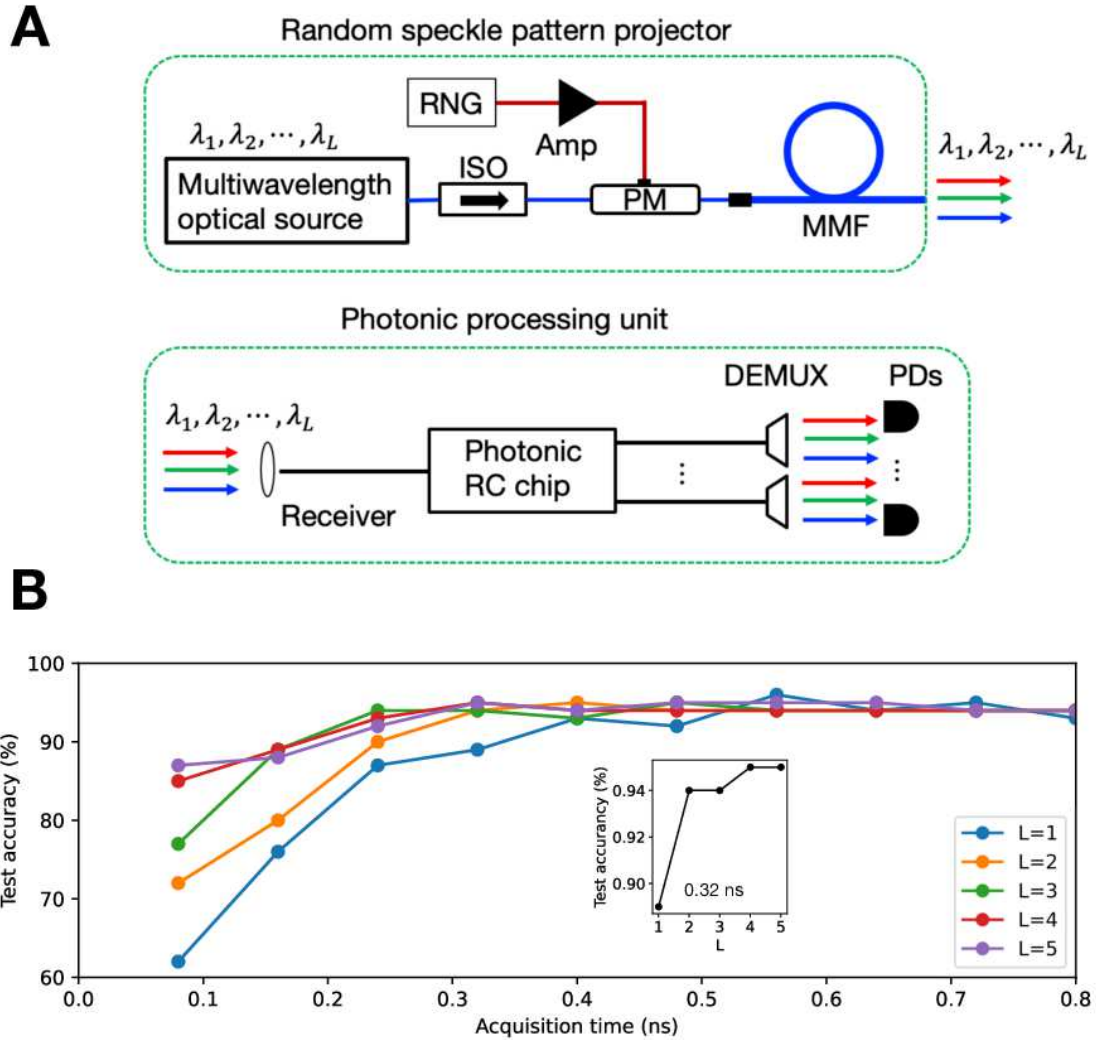 A
Random speckle pattern projector
RNG
Amp
λ₁, λ₂, ⋯, λ_L
Multiwavelength
optical source
ISO
PM
MMF
λ₁, λ₂, ⋯, λ_L
Photonic processing unit
DEMUX
PDs
λ₁, λ₂, ⋯, λ_L
Receiver
Photonic
RC chip
⋮
⋮
B
Test accuracy (%)
100
90
80
70
60
0.0 0.1 0.2 0.3 0.4 0.5 0.6 0.7 0.8
Acquisition time (ns)
Test accurancy (%)
0.94
0.92
0.90
0.32 ns
1 2 3 4 5
L
L=1
L=2
L=3
L=4
L=5